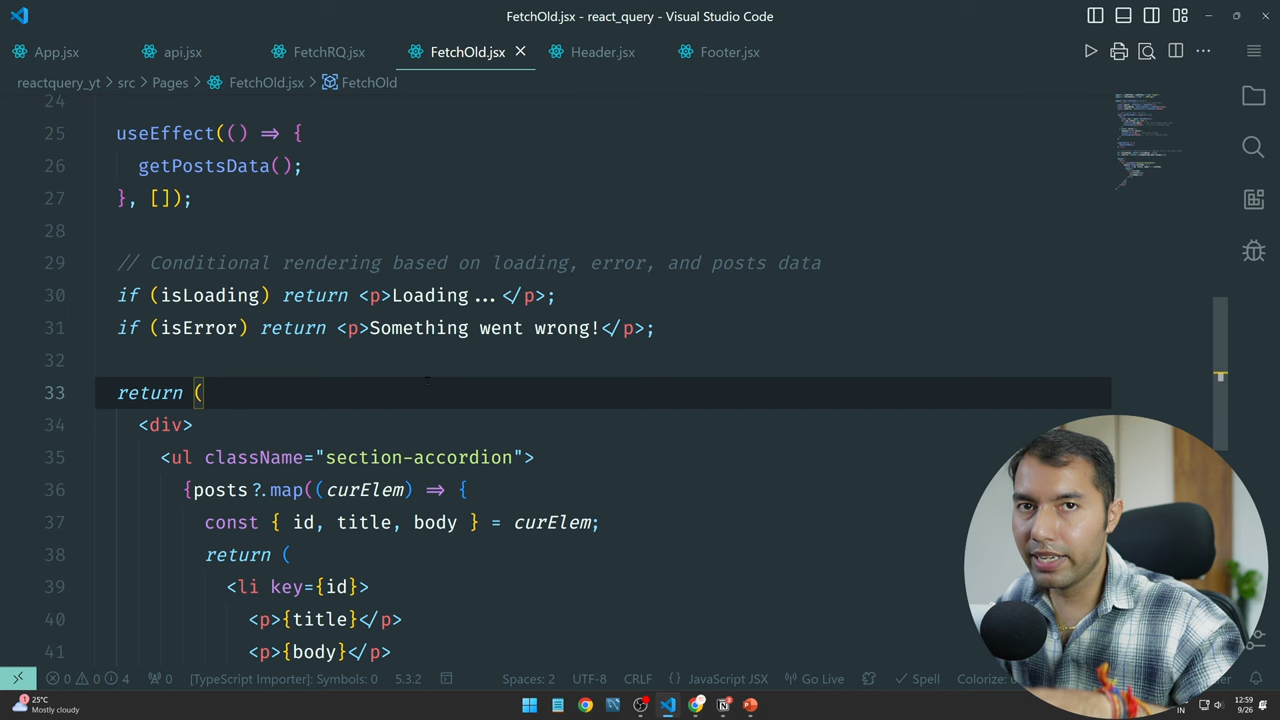 FetchOld.jsx - react_query - Visual Studio Code
App.jsx
api.jsx
FetchRQ.jsx
FetchOld.jsx
Header.jsx
Footer.jsx
reactquery_yt > src > Pages > FetchOld.jsx > FetchOld
24
25 useEffect(() => {
26 getPostsData();
27 }, []);
28
29 // Conditional rendering based on loading, error, and posts data
30 if (isLoading) return <p>Loading...</p>;
31 if (isError) return <p>Something went wrong!</p>;
32
33 return (
34 <div>
35 <ul className="section-accordion">
36 {posts?.map((curElem) => {
37 const { id, title, body } = curElem;
38 return (
39 <li key={id}>
40 <p>{title}</p>
41 <p>{body}</p>
0 0 4 0 [TypeScript Importer]: Symbols: 0 5.3.2 Spaces: 2 UTF-8 CRLF {} JavaScript JSX Go Live Spell Colorize: 0
25°C
Mostly cloudy
IN
12:59
9/26